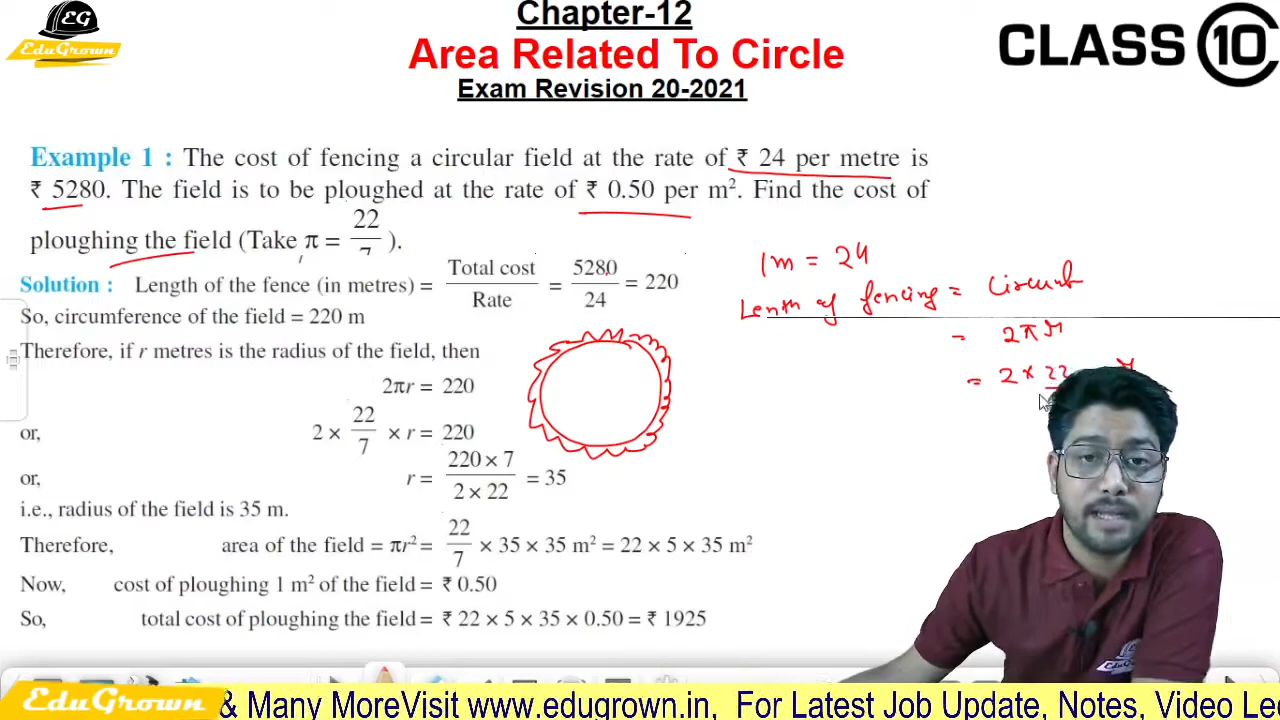 EG
EduGrown
Chapter-12
Area Related To Circle
Exam Revision 20-2021
CLASS 10
Example 1 : The cost of fencing a circular field at the rate of ₹ 24 per metre is
₹ 5280. The field is to be ploughed at the rate of ₹ 0.50 per m². Find the cost of
ploughing the field (Take π = 22/7 ).
Solution : Length of the fence (in metres) = Total cost / Rate = 5280 / 24 = 220
So, circumference of the field = 220 m
Therefore, if r metres is the radius of the field, then
2πr = 220
or, 2 × 22/7 × r = 220
or, r = 220 × 7 / 2 × 22 = 35
i.e., radius of the field is 35 m.
Therefore, area of the field = πr² = 22/7 × 35 × 35 m² = 22 × 5 × 35 m²
Now, cost of ploughing 1 m² of the field = ₹ 0.50
So, total cost of ploughing the field = ₹ 22 × 5 × 35 × 0.50 = ₹ 1925
1m = 24
Lenth of fencing =
= 2πr
= 2 × 22
EduGrown
& Many MoreVisit www.edugrown.in, For Latest Job Update, Notes, Video Le